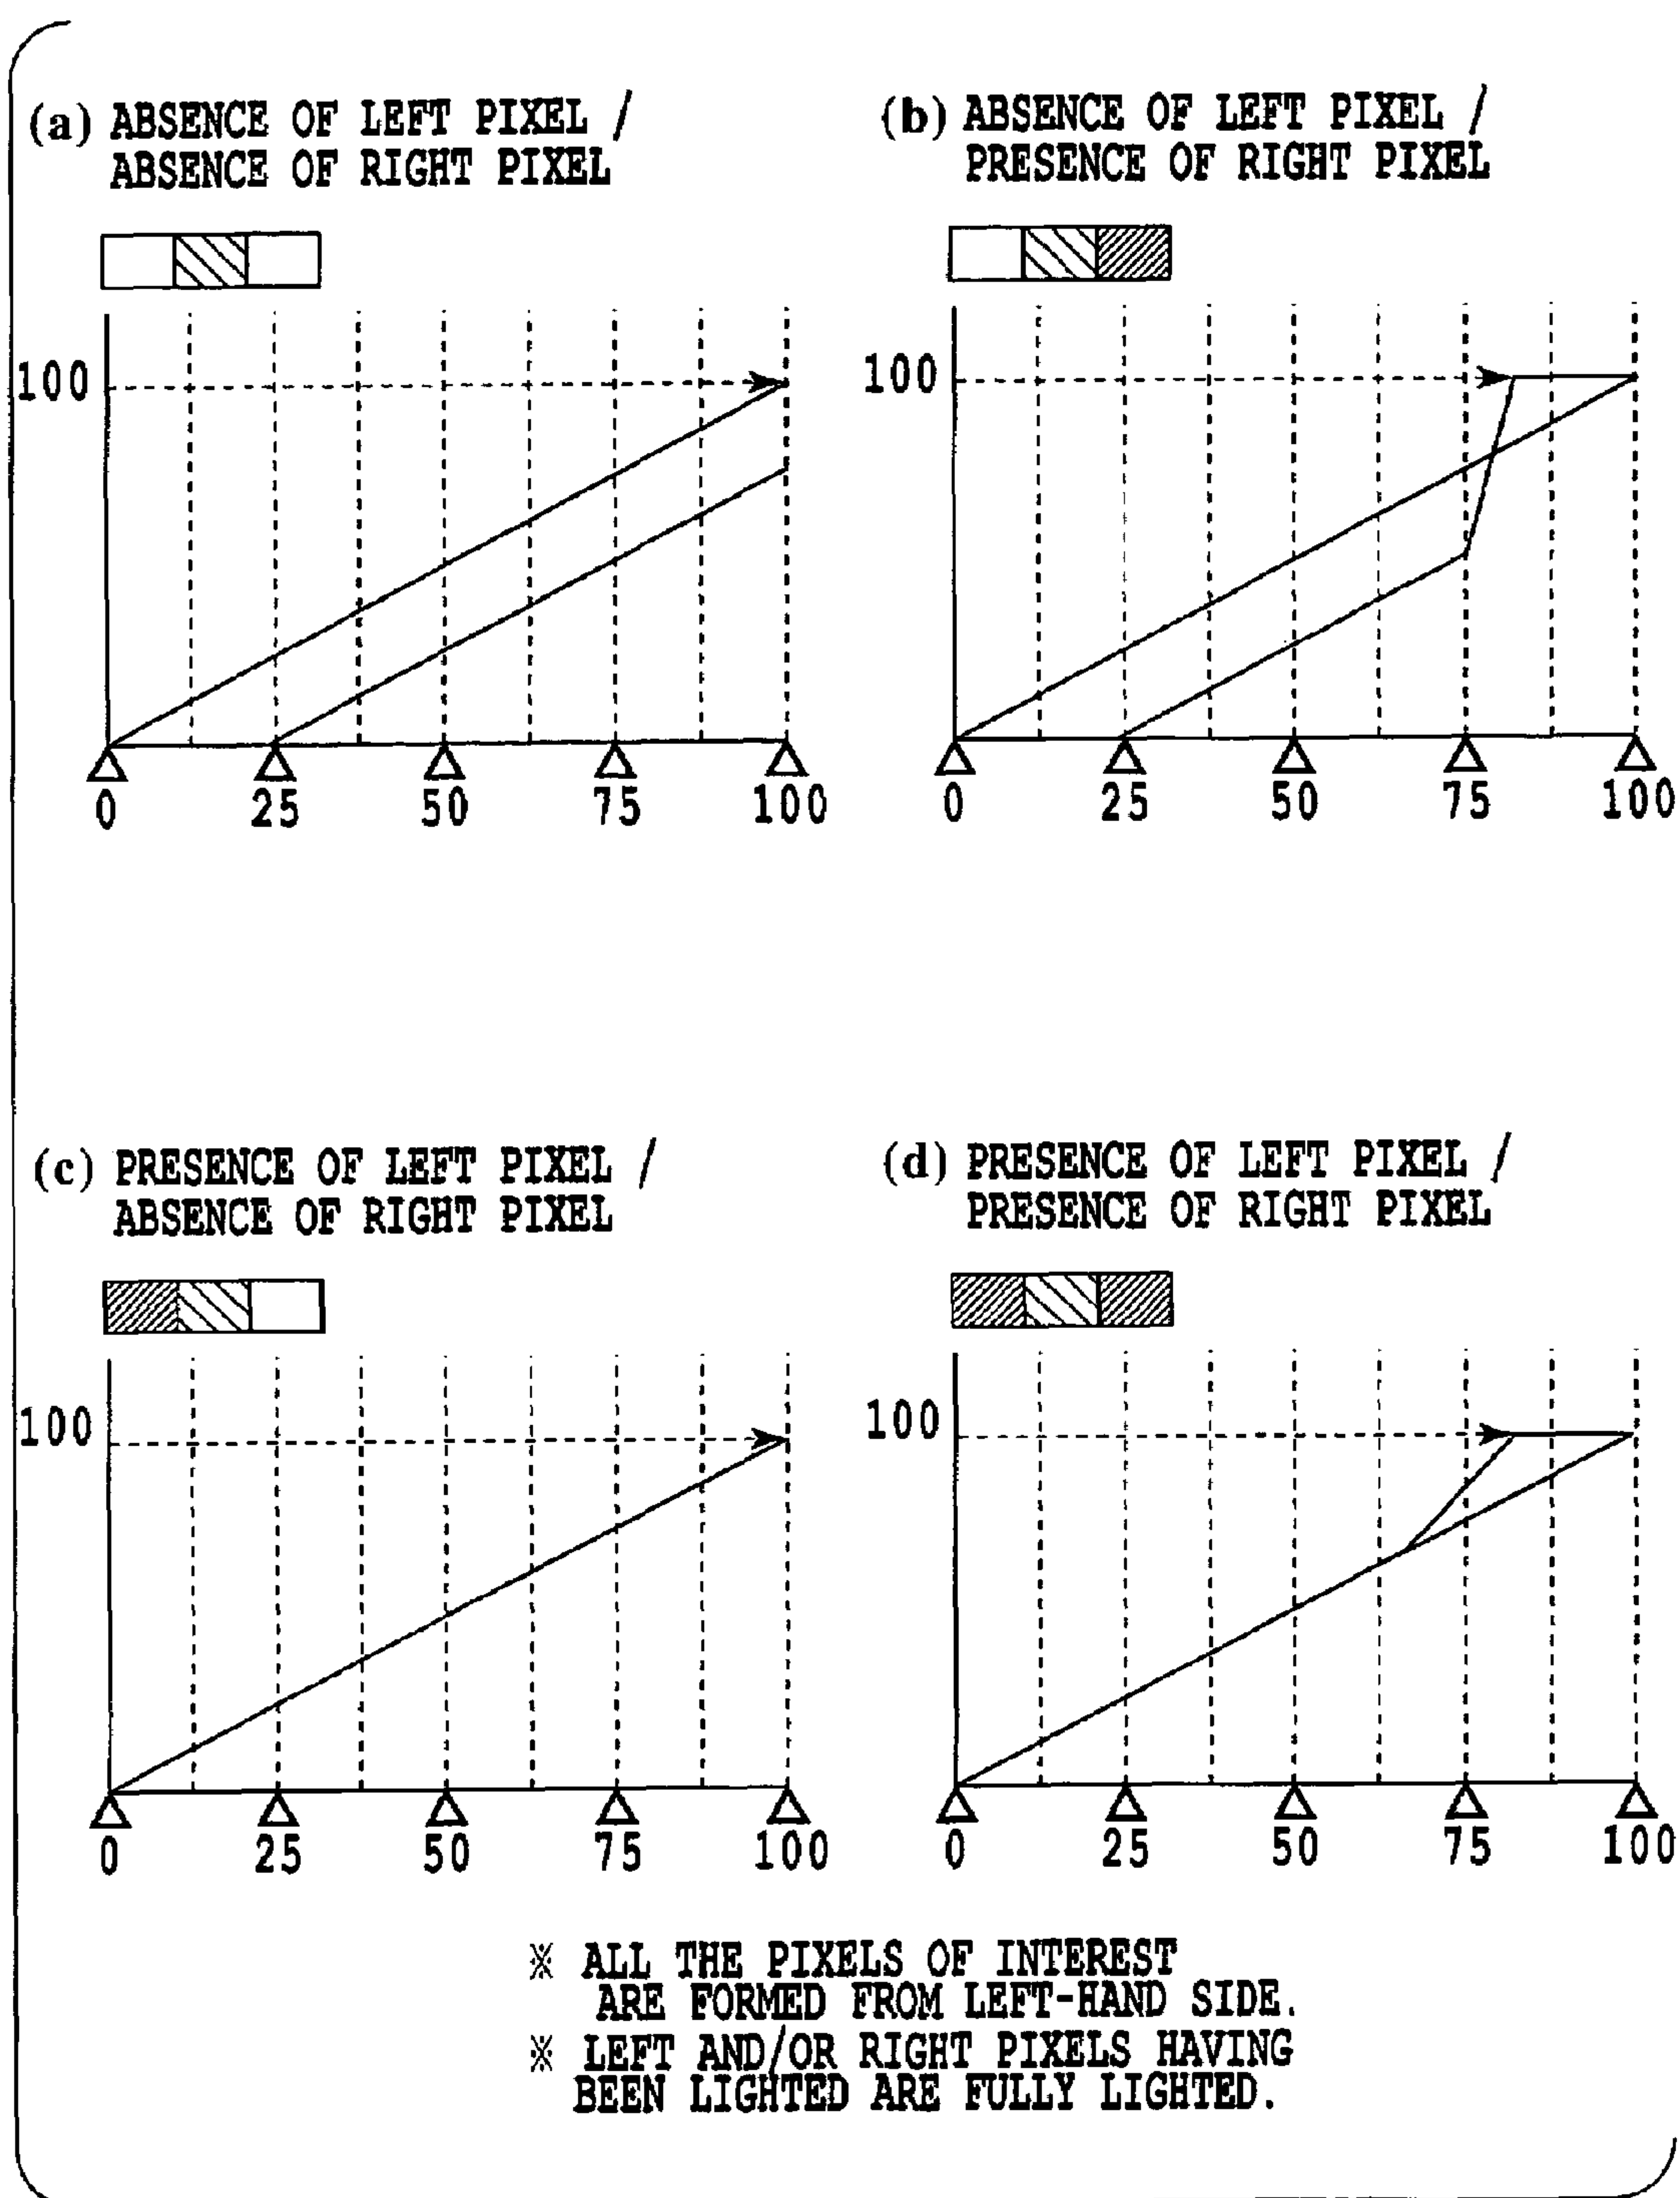 (a) ABSENCE OF LEFT PIXEL /
ABSENCE OF RIGHT PIXEL
100
0 25 50 75 100
(b) ABSENCE OF LEFT PIXEL /
PRESENCE OF RIGHT PIXEL
100
0 25 50 75 100
(c) PRESENCE OF LEFT PIXEL /
ABSENCE OF RIGHT PIXEL
100
0 25 50 75 100
(d) PRESENCE OF LEFT PIXEL /
PRESENCE OF RIGHT PIXEL
100
0 25 50 75 100
※ ALL THE PIXELS OF INTEREST
ARE FORMED FROM LEFT-HAND SIDE.
※ LEFT AND/OR RIGHT PIXELS HAVING
BEEN LIGHTED ARE FULLY LIGHTED.